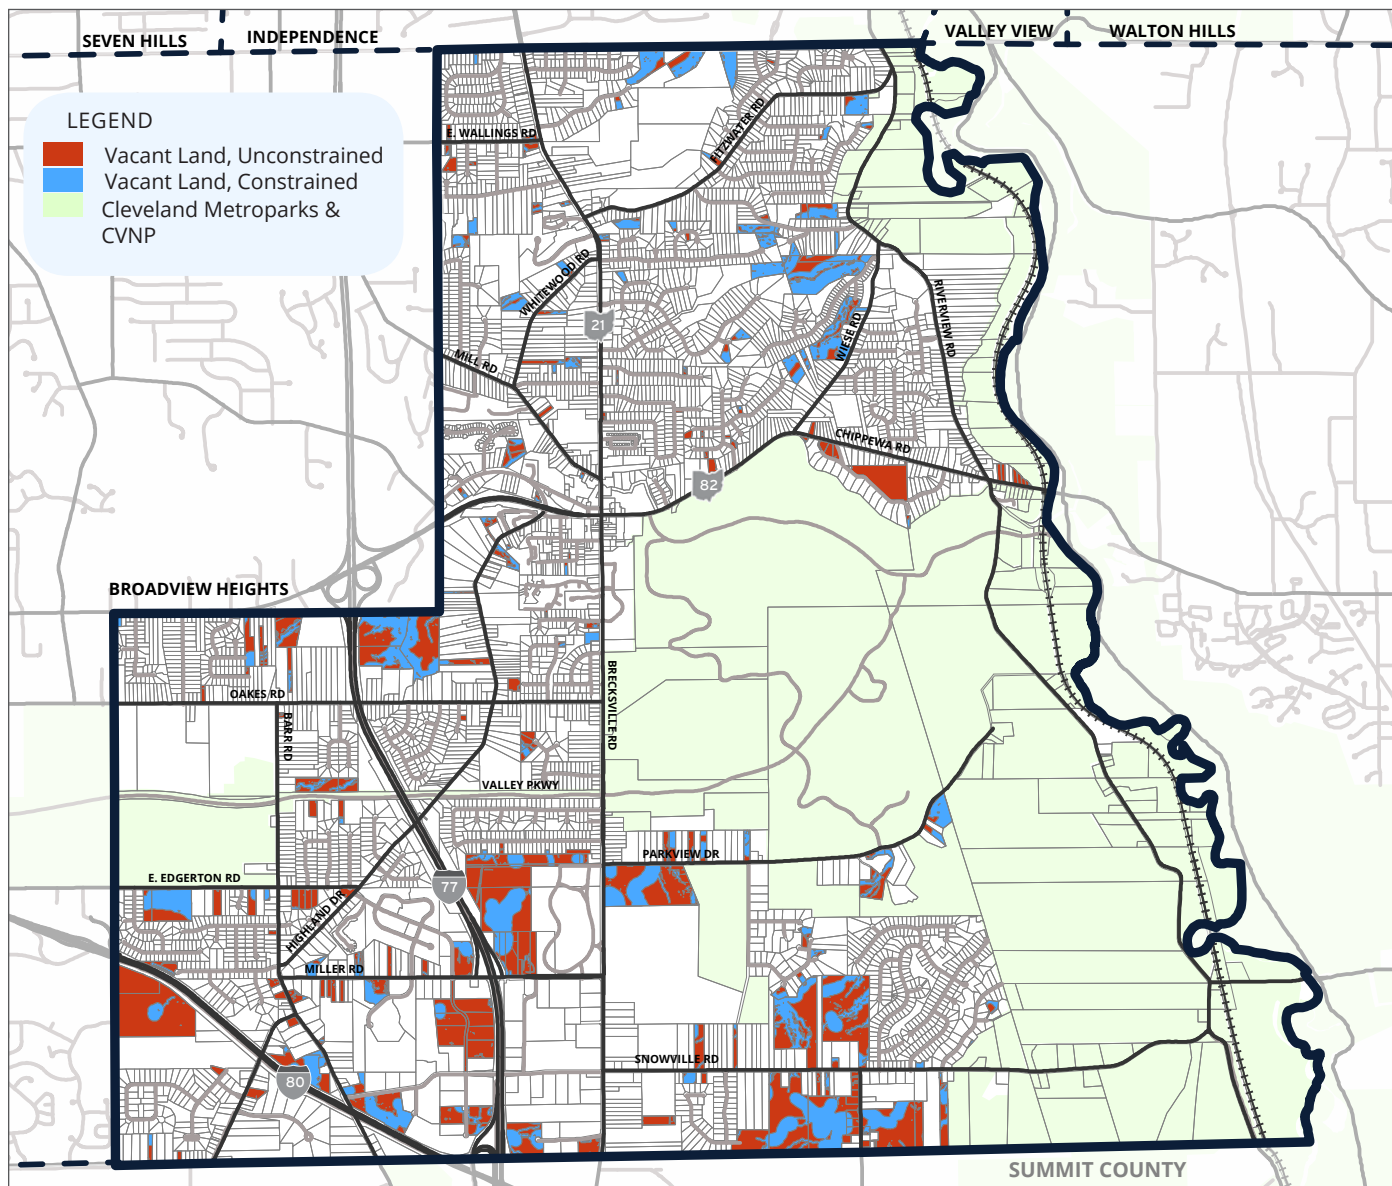 SEVEN HILLS
INDEPENDENCE
VALLEY VIEW
WALTON HILLS
LEGEND
Vacant Land, Unconstrained
Vacant Land, Constrained
Cleveland Metroparks &
CVNP
E. WALLINGS RD
FITZWATER RD
WHITEWOOD RD
RIVERVIEW RD
21
WIESE RD
MILL RD
CHIPPEWA RD
82
BROADVIEW HEIGHTS
BRECKSVILLE RD
OAKES RD
BARR RD
VALLEY PKWY
PARKVIEW DR
E. EDGERTON RD
77
HIGHLAND DR
MILLER RD
SNOWVILLE RD
80
SUMMIT COUNTY